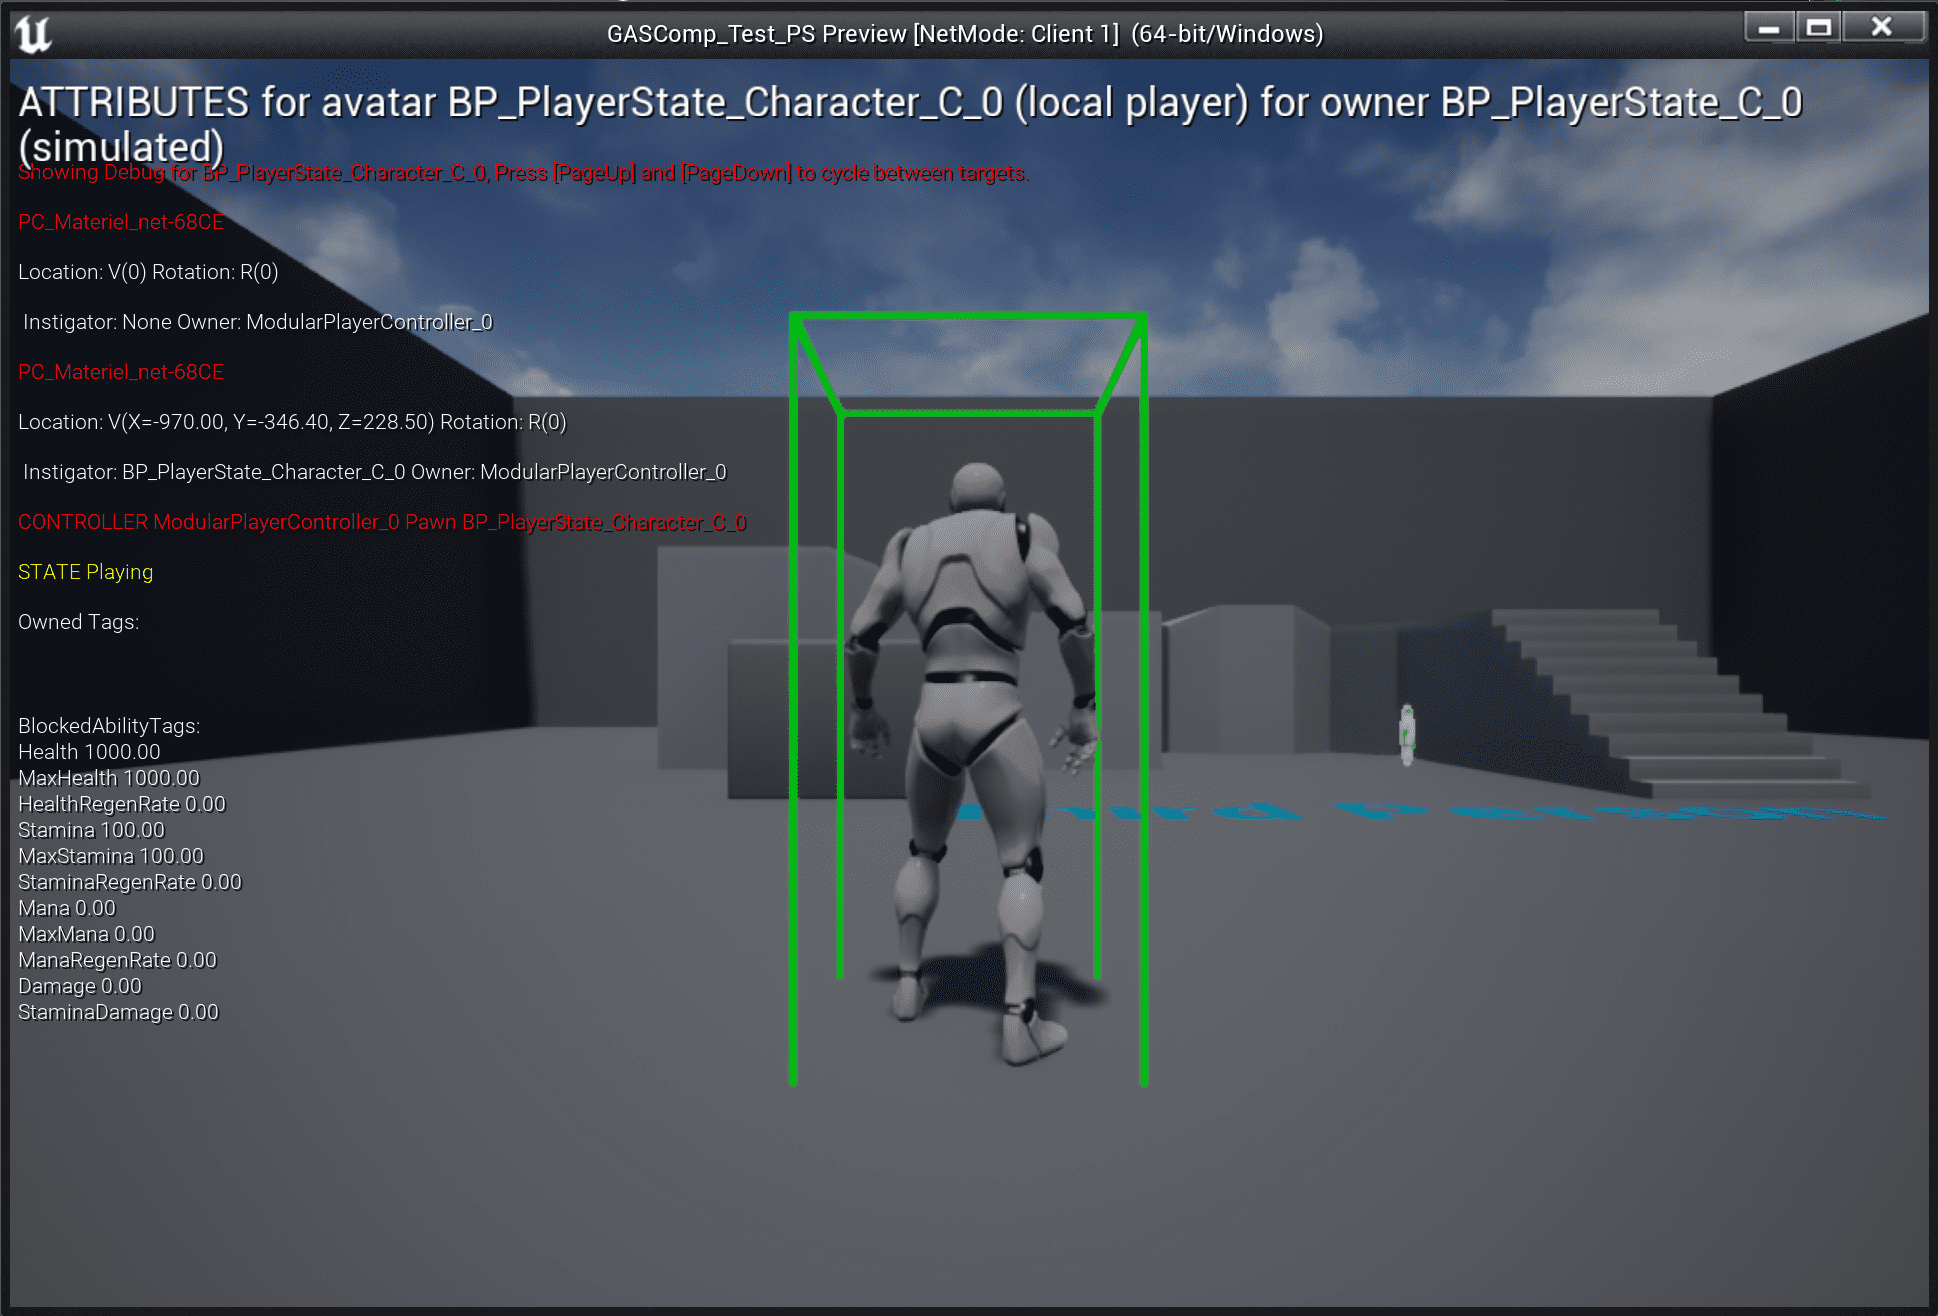 GASComp_Test_PS Preview [NetMode: Client 1]  (64-bit/Windows)
ATTRIBUTES for avatar BP_PlayerState_Character_C_0 (local player) for owner BP_PlayerState_C_0
(simulated)
Showing Debug for BP_PlayerState_Character_C_0, Press [PageUp] and [PageDown] to cycle between targets.
PC_Materiel_net-68CE
Location: V(0) Rotation: R(0)
Instigator: None Owner: ModularPlayerController_0
PC_Materiel_net-68CE
Location: V(X=-970.00, Y=-346.40, Z=228.50) Rotation: R(0)
Instigator: BP_PlayerState_Character_C_0 Owner: ModularPlayerController_0
CONTROLLER ModularPlayerController_0 Pawn BP_PlayerState_Character_C_0
STATE Playing
Owned Tags:
BlockedAbilityTags:
Health 1000.00
MaxHealth 1000.00
HealthRegenRate 0.00
Stamina 100.00
MaxStamina 100.00
StaminaRegenRate 0.00
Mana 0.00
MaxMana 0.00
ManaRegenRate 0.00
Damage 0.00
StaminaDamage 0.00